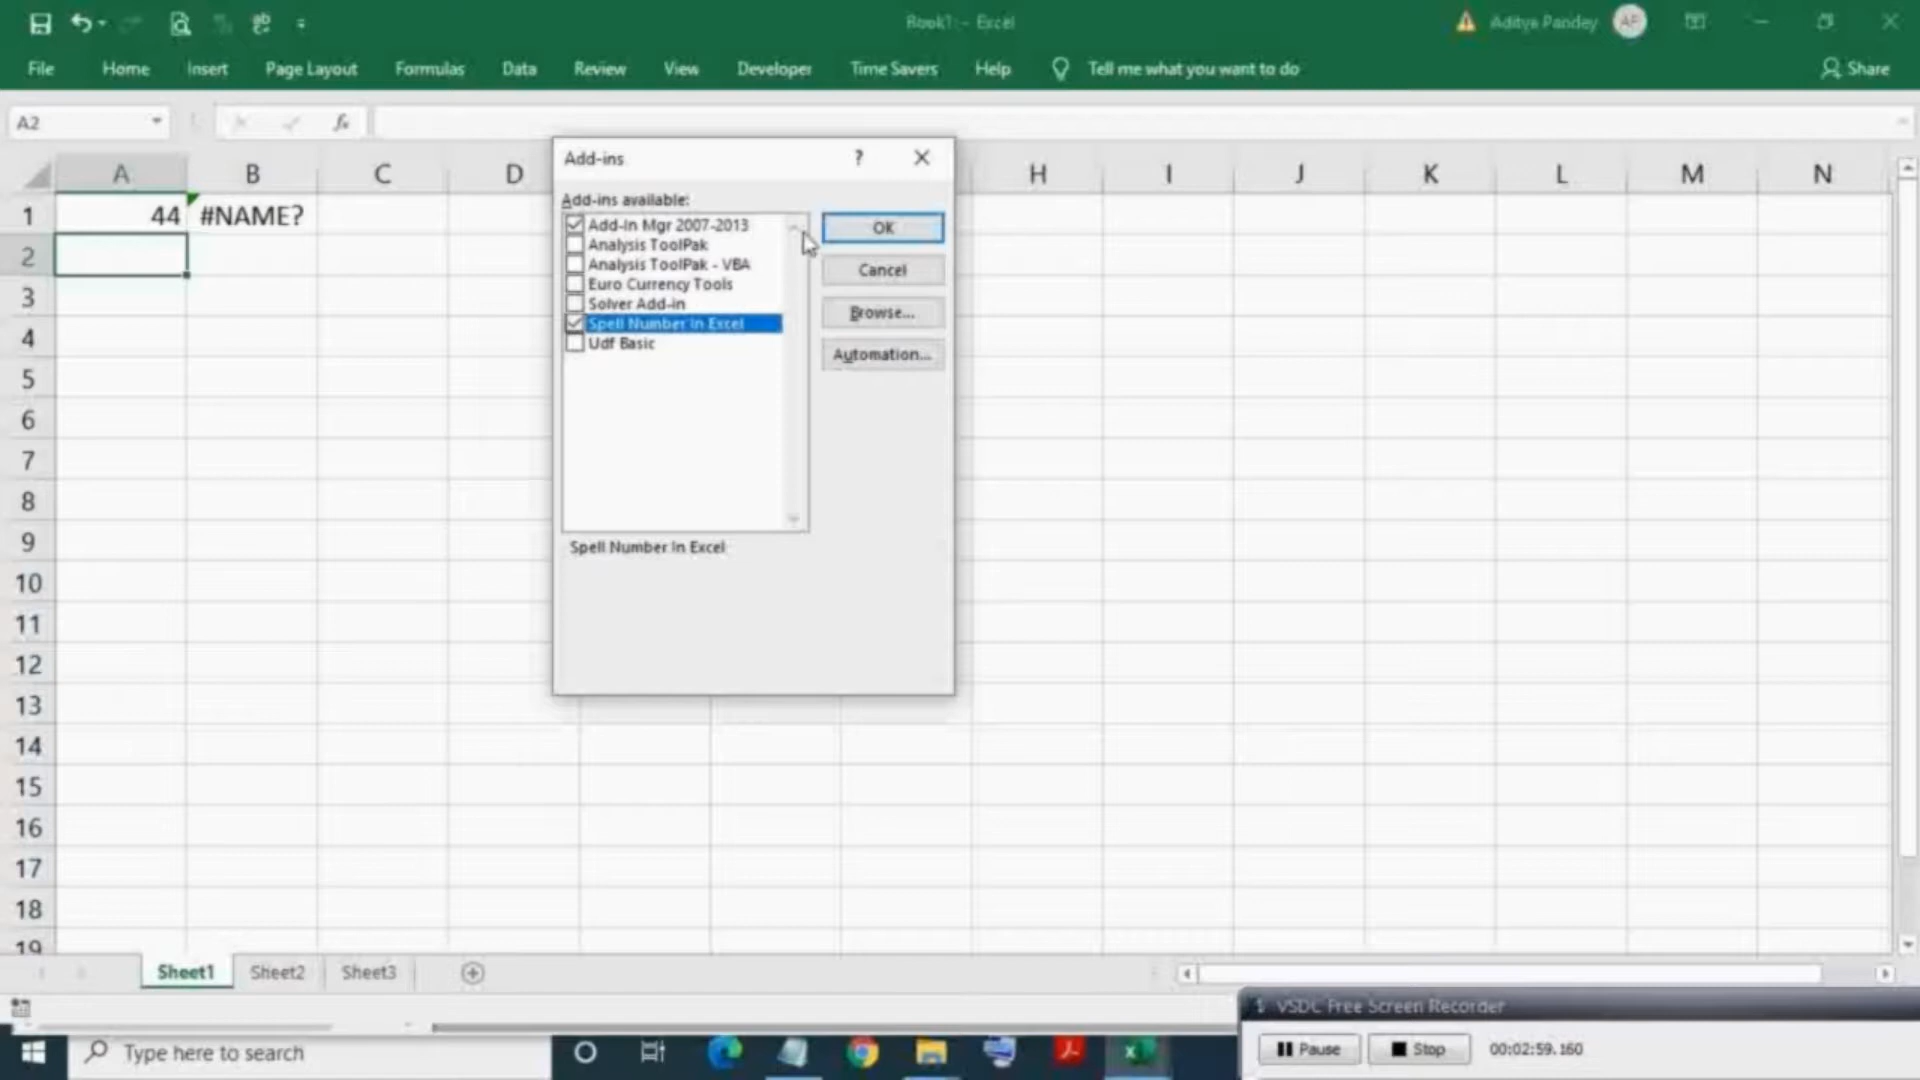 Book1 - Excel
Aditya Pandey
AP
File Home Insert Page Layout Formulas Data Review View Developer Time Savers Help Tell me what you want to do Share
A2
fx
A B C D H I J K L M N
1 44 #NAME?
2
3
4
5
6
7
8
9
10
11
12
13
14
15
16
17
18
19
Add-ins ?
Add-ins available:
Add-In Mgr 2007-2013
Analysis ToolPak
Analysis ToolPak - VBA
Euro Currency Tools
Solver Add-in
Spell Number In Excel
Udf Basic
OK
Cancel
Browse...
Automation...
Spell Number In Excel
Sheet1 Sheet2 Sheet3
VSDC Free Screen Recorder
Pause Stop 00:02:59.160
Type here to search